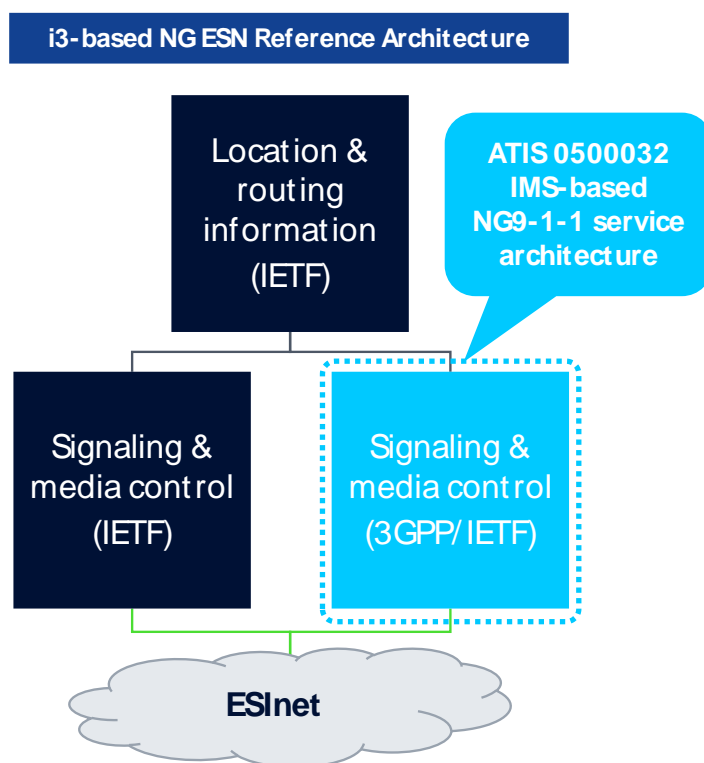 i3-based NG ESN Reference Architecture
Location &
routing
information
(IETF)
ATIS 0500032
IMS-based
NG9-1-1 service
architecture
Signaling &
media control
(IETF)
Signaling &
media control
(3GPP/IETF)
ESInet